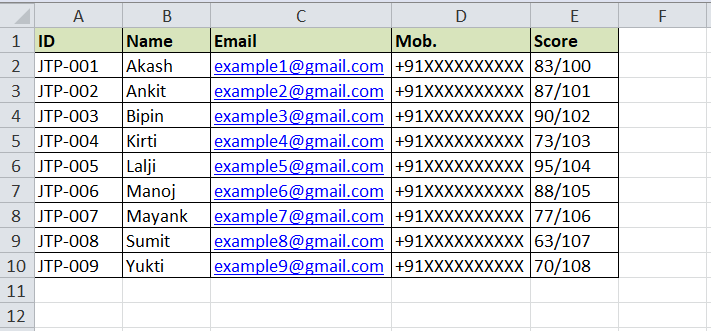 A B C D E F
1 ID Name Email Mob. Score
2 JTP-001 Akash example1@gmail.com +91XXXXXXXXXX 83/100
3 JTP-002 Ankit example2@gmail.com +91XXXXXXXXXX 87/101
4 JTP-003 Bipin example3@gmail.com +91XXXXXXXXXX 90/102
5 JTP-004 Kirti example4@gmail.com +91XXXXXXXXXX 73/103
6 JTP-005 Lalji example5@gmail.com +91XXXXXXXXXX 95/104
7 JTP-006 Manoj example6@gmail.com +91XXXXXXXXXX 88/105
8 JTP-007 Mayank example7@gmail.com +91XXXXXXXXXX 77/106
9 JTP-008 Sumit example8@gmail.com +91XXXXXXXXXX 63/107
10 JTP-009 Yukti example9@gmail.com +91XXXXXXXXXX 70/108
11
12